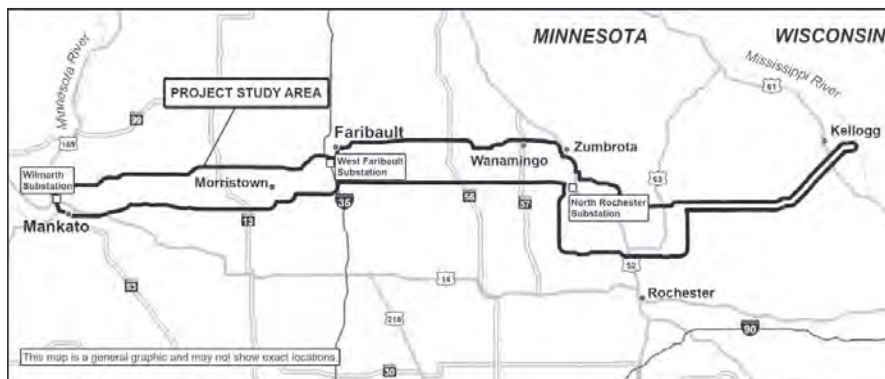 MINNESOTA
WISCONSIN
Minnesota River
Mississippi River
61
PROJECT STUDY AREA
99
169
Faribault
Kellogg
Zumbrota
Wanamingo
West Faribault
Substation
Wilmarth
Substation
Morristown
63
North Rochester
Substation
13
35
56
57
Mankato
52
14
83
Rochester
218
90
This map is a general graphic and may not show exact locations.
30